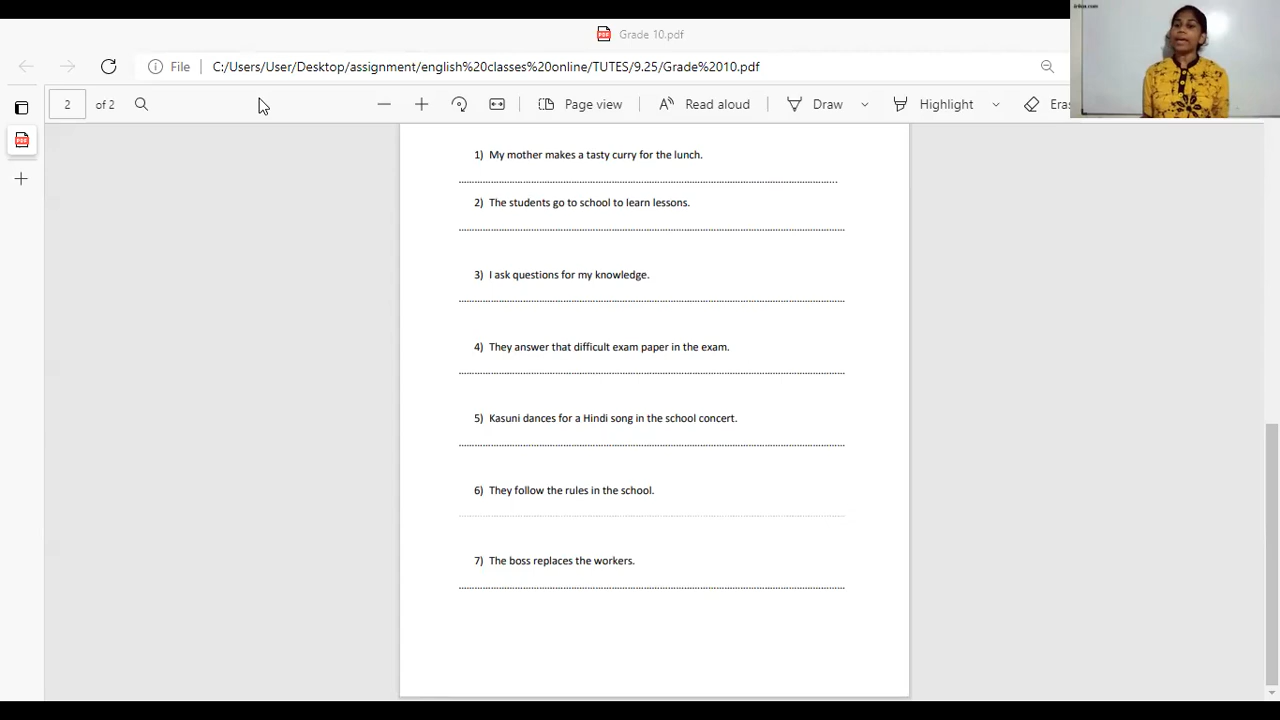 Grade 10.pdf
File C:/Users/User/Desktop/assignment/english%20classes%20online/TUTES/9.25/Grade%2010.pdf
2 of 2 Page view Read aloud Draw Highlight
1) My mother makes a tasty curry for the lunch.
2) The students go to school to learn lessons.
3) I ask questions for my knowledge.
4) They answer that difficult exam paper in the exam.
5) Kasuni dances for a Hindi song in the school concert.
6) They follow the rules in the school.
7) The boss replaces the workers.